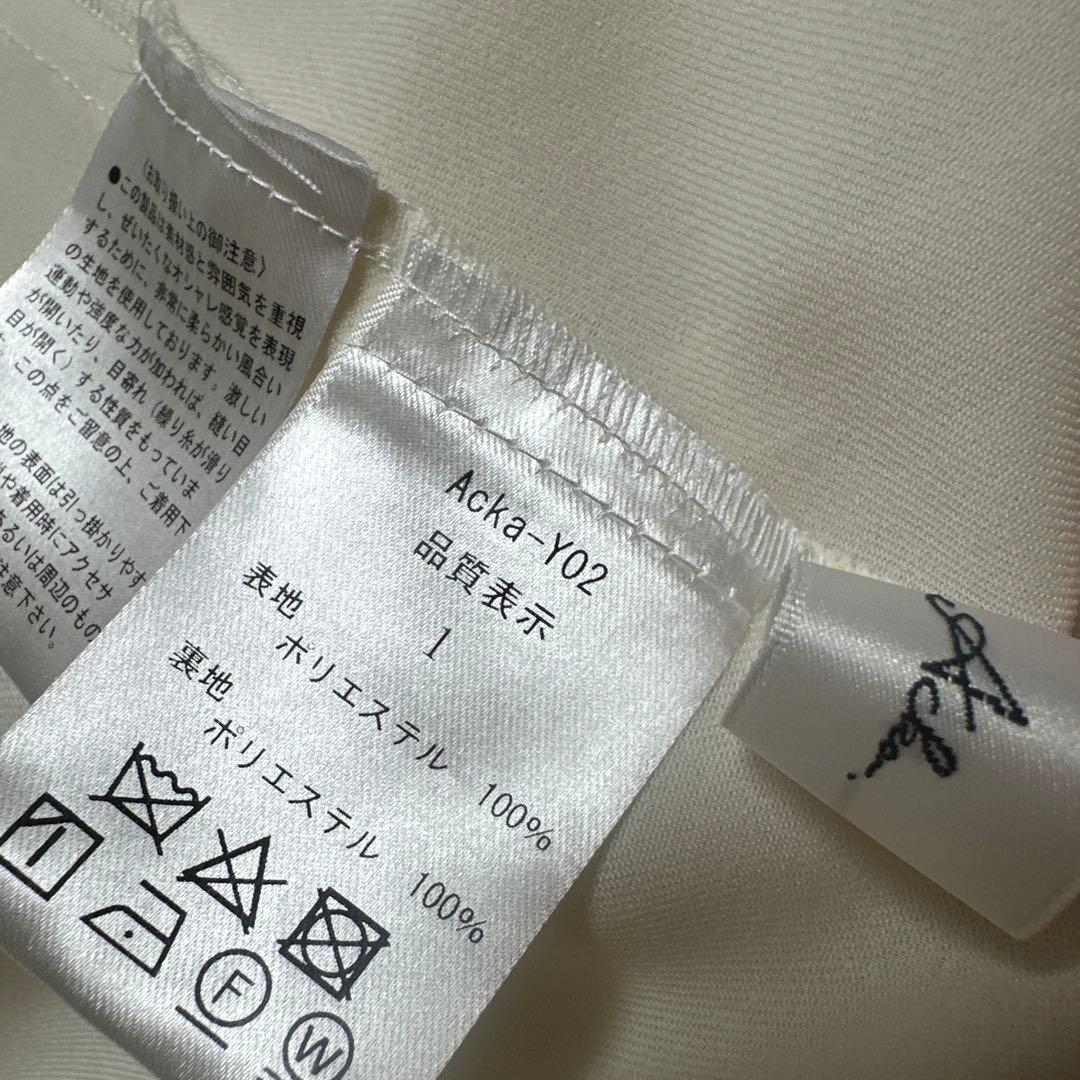 (お取り扱い上の御注意)
●この製品は素材感と雰囲気を重視
し、ぜいたくなオシャレ感覚を表現
するために、非常に柔らかい風合い
の生地を使用しております。激しい
運動や強度な力が加われば、縫い目
が開いたり、目寄れ(繰り糸が滑り
目が開く)する性質をもっていま
この点をご留意の上、ご着用下
地の表面は引っ掛かりやす
や着用時にアクセサ
あるいは周辺のもの
注意下さい。
Acka-Y02
品質表示
1
表地
ポリエステル 100%
裏地
ポリエステル 100%
F
W